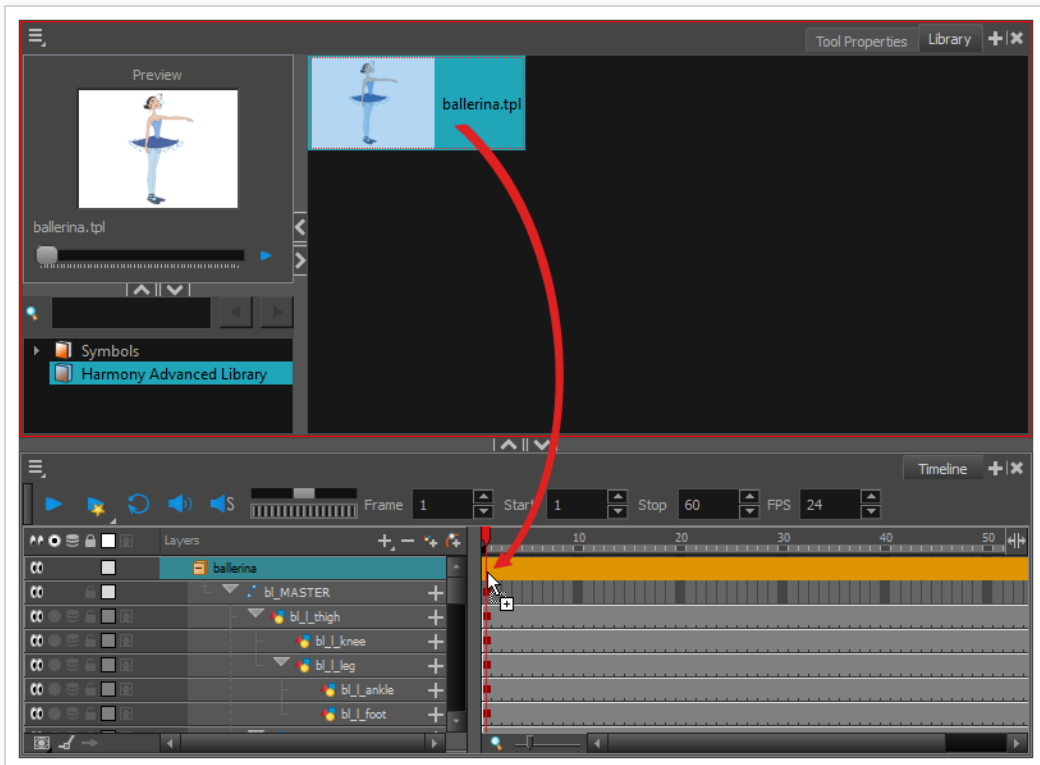 Tool Properties
Library
Preview
ballerina.tpl
ballerina.tpl
Symbols
Harmony Advanced Library
Timeline
S
Frame 1 Start 1 Stop 60 FPS 24
Layers
10 20 30 40 50
ballerina
bl_MASTER
bl_l_thigh
bl_l_knee
bl_l_leg
bl_l_ankle
bl_l_foot